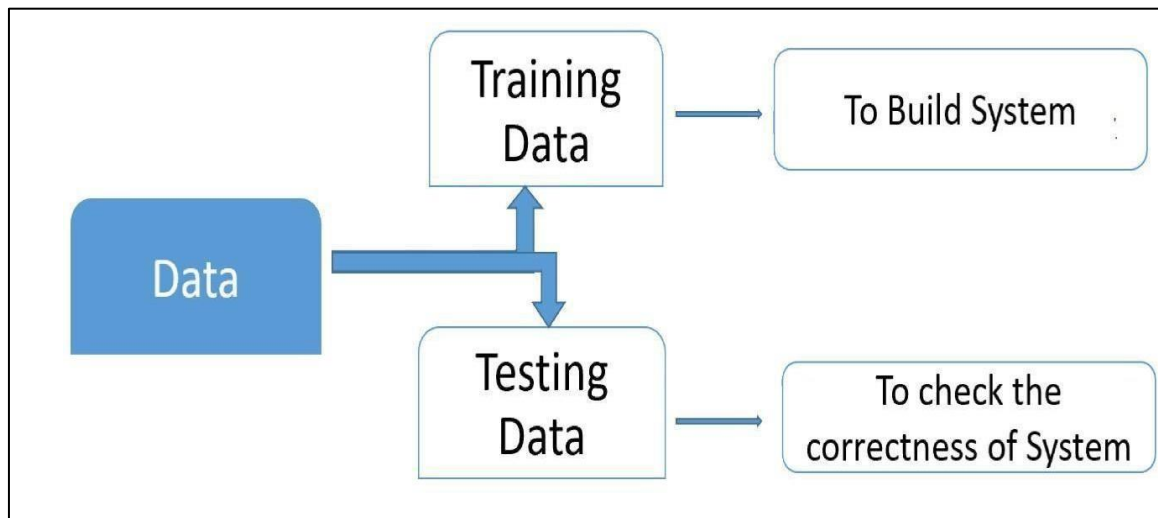 Training
Data
To Build System
Data
Testing
Data
To check the
correctness of System